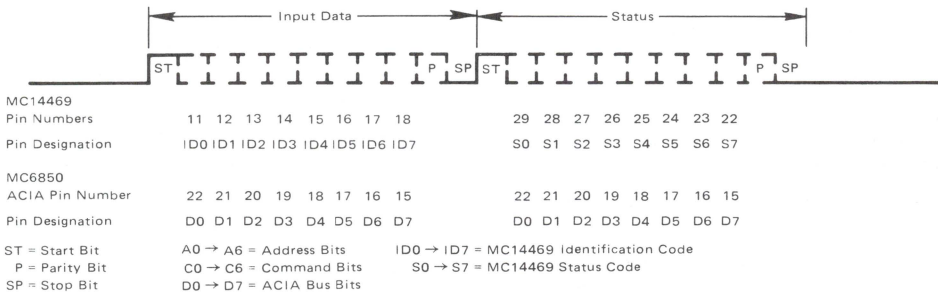 Input Data Status
ST P SP ST P SP
MC14469
Pin Numbers 11 12 13 14 15 16 17 18 29 28 27 26 25 24 23 22
Pin Designation ID0 ID1 ID2 ID3 ID4 ID5 ID6 ID7 S0 S1 S2 S3 S4 S5 S6 S7
MC6850
ACIA Pin Number 22 21 20 19 18 17 16 15 22 21 20 19 18 17 16 15
Pin Designation D0 D1 D2 D3 D4 D5 D6 D7 D0 D1 D2 D3 D4 D5 D6 D7
ST = Start Bit A0 → A6 = Address Bits ID0 → ID7 = MC14469 Identification Code
P = Parity Bit C0 → C6 = Command Bits S0 → S7 = MC14469 Status Code
SP = Stop Bit D0 → D7 = ACIA Bus Bits